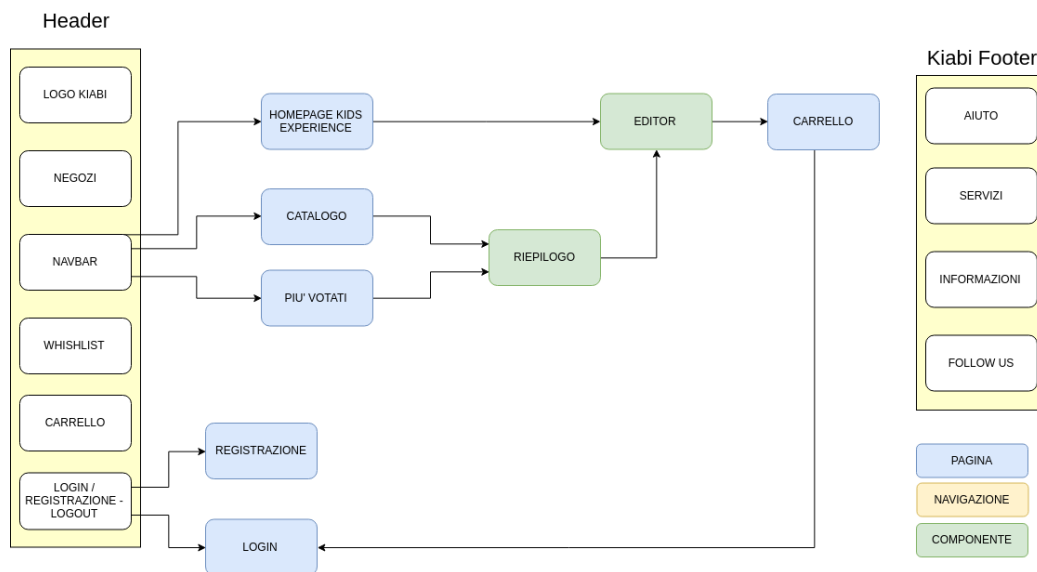 Header
LOGO KIABI
NEGOZI
NAVBAR
WHISHLIST
CARRELLO
LOGIN /
REGISTRAZIONE -
LOGOUT
HOMEPAGE KIDS
EXPERIENCE
CATALOGO
PIU' VOTATI
REGISTRAZIONE
LOGIN
RIEPILOGO
EDITOR
CARRELLO
Kiabi Footer
AIUTO
SERVIZI
INFORMAZIONI
FOLLOW US
PAGINA
NAVIGAZIONE
COMPONENTE